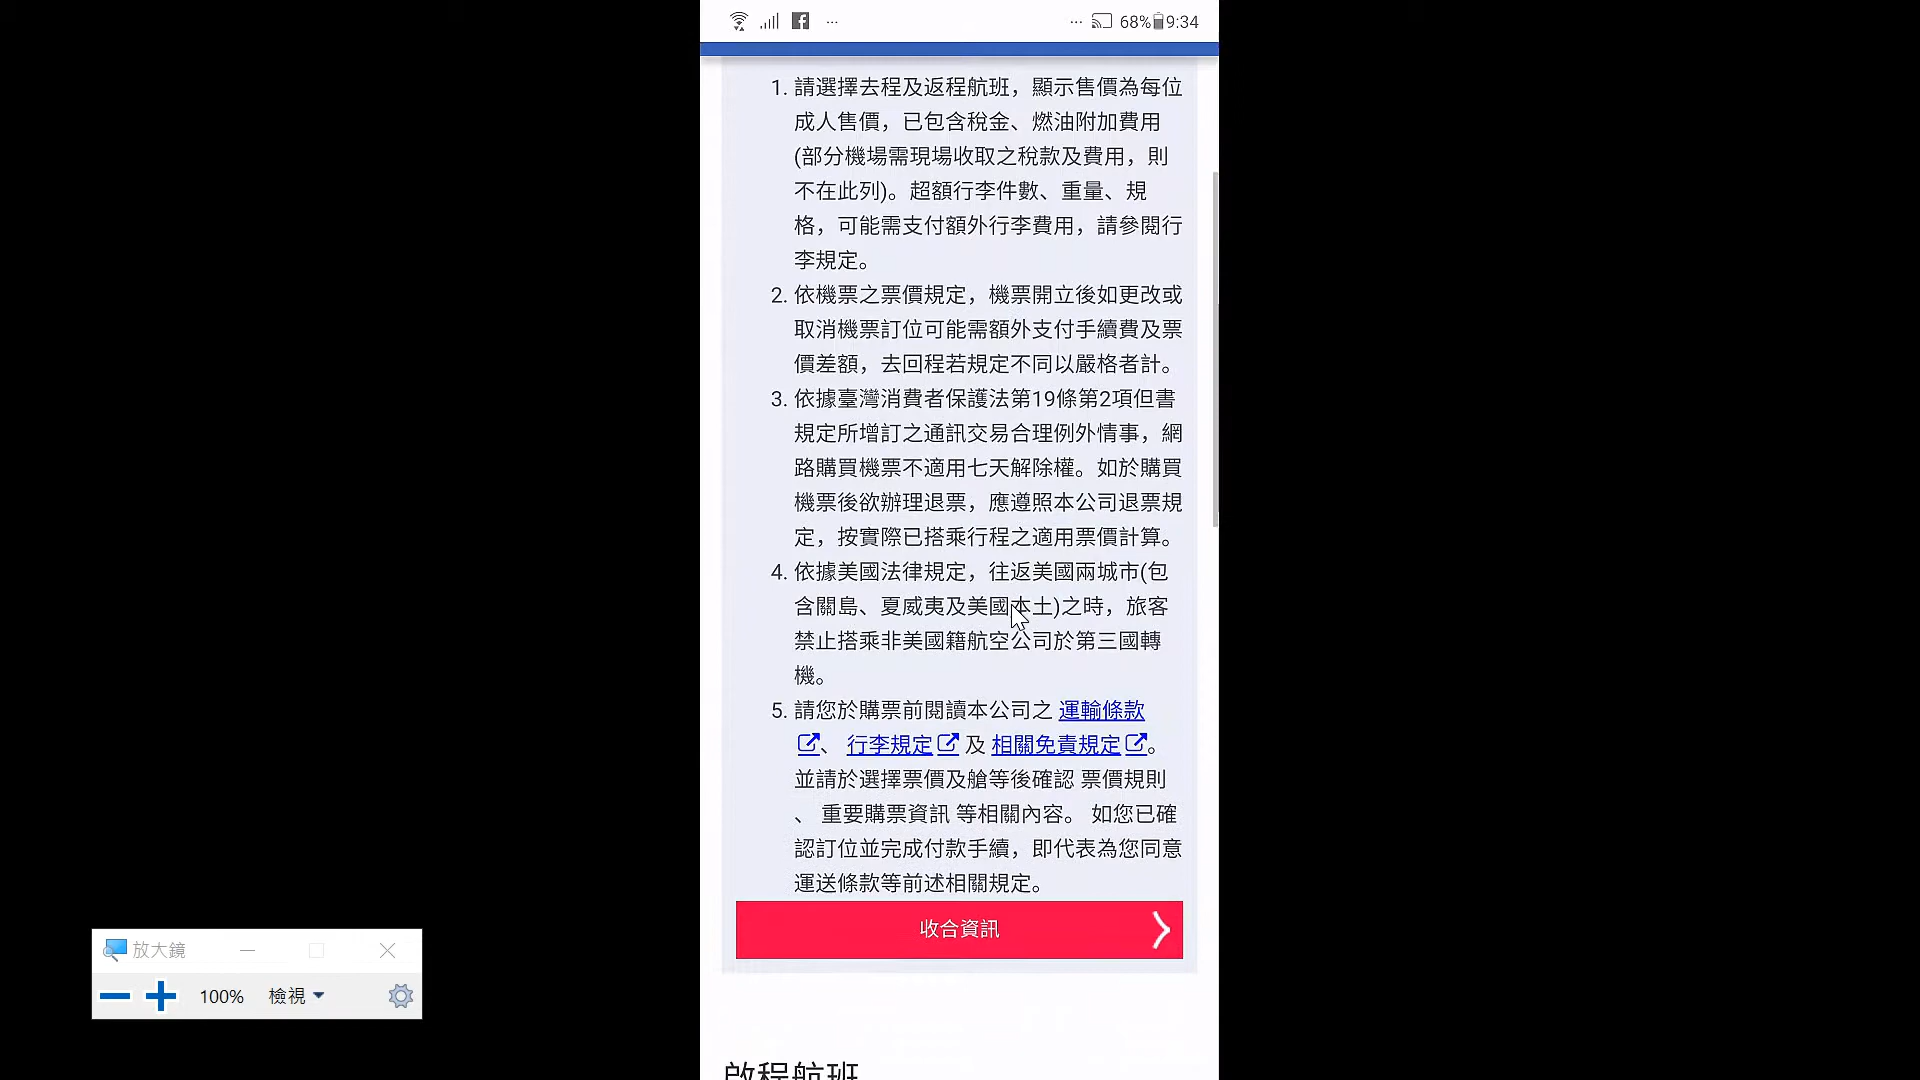 68% 9:34
1. 請選擇去程及返程航班，顯示售價為每位
成人售價，已包含稅金、燃油附加費用
(部分機場需現場收取之稅款及費用，則
不在此列)。超額行李件數、重量、規
格，可能需支付額外行李費用，請參閱行
李規定。
2. 依機票之票價規定，機票開立後如更改或
取消機票訂位可能需額外支付手續費及票
價差額，去回程若規定不同以嚴格者計。
3. 依據臺灣消費者保護法第19條第2項但書
規定所增訂之通訊交易合理例外情事，網
路購買機票不適用七天解除權。如於購買
機票後欲辦理退票，應遵照本公司退票規
定，按實際已搭乘行程之適用票價計算。
4. 依據美國法律規定，往返美國兩城市(包
含關島、夏威夷及美國本土)之時，旅客
禁止搭乘非美國籍航空公司於第三國轉
機。
5. 請您於購票前閱讀本公司之 運輸條款
、 行李規定 及 相關免責規定 。
並請於選擇票價及艙等後確認 票價規則
、 重要購票資訊 等相關內容。 如您已確
認訂位並完成付款手續，即代表為您同意
運送條款等前述相關規定。
收合資訊
放大鏡
100% 檢視
啟程航班